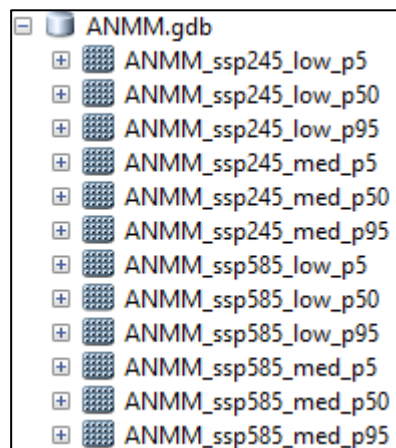 ANMM.gdb
ANMM_ssp245_low_p5
ANMM_ssp245_low_p50
ANMM_ssp245_low_p95
ANMM_ssp245_med_p5
ANMM_ssp245_med_p50
ANMM_ssp245_med_p95
ANMM_ssp585_low_p5
ANMM_ssp585_low_p50
ANMM_ssp585_low_p95
ANMM_ssp585_med_p5
ANMM_ssp585_med_p50
ANMM_ssp585_med_p95